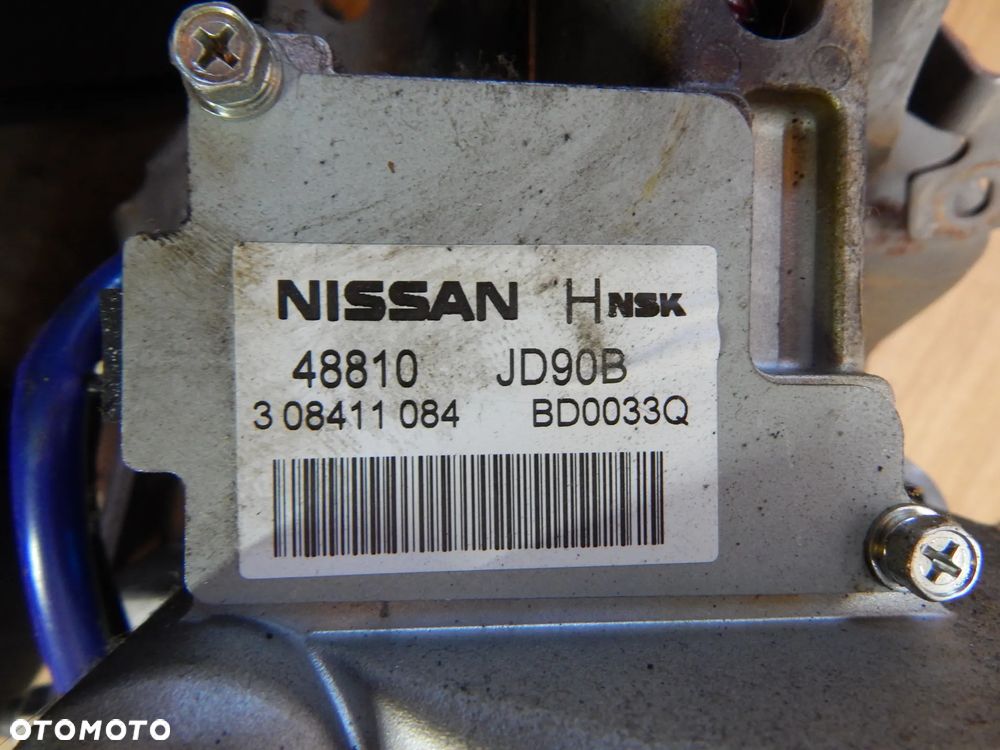 NISSAN H NSK
48810 JD90B
3 08411 084 BD0033Q
OTOMOTO